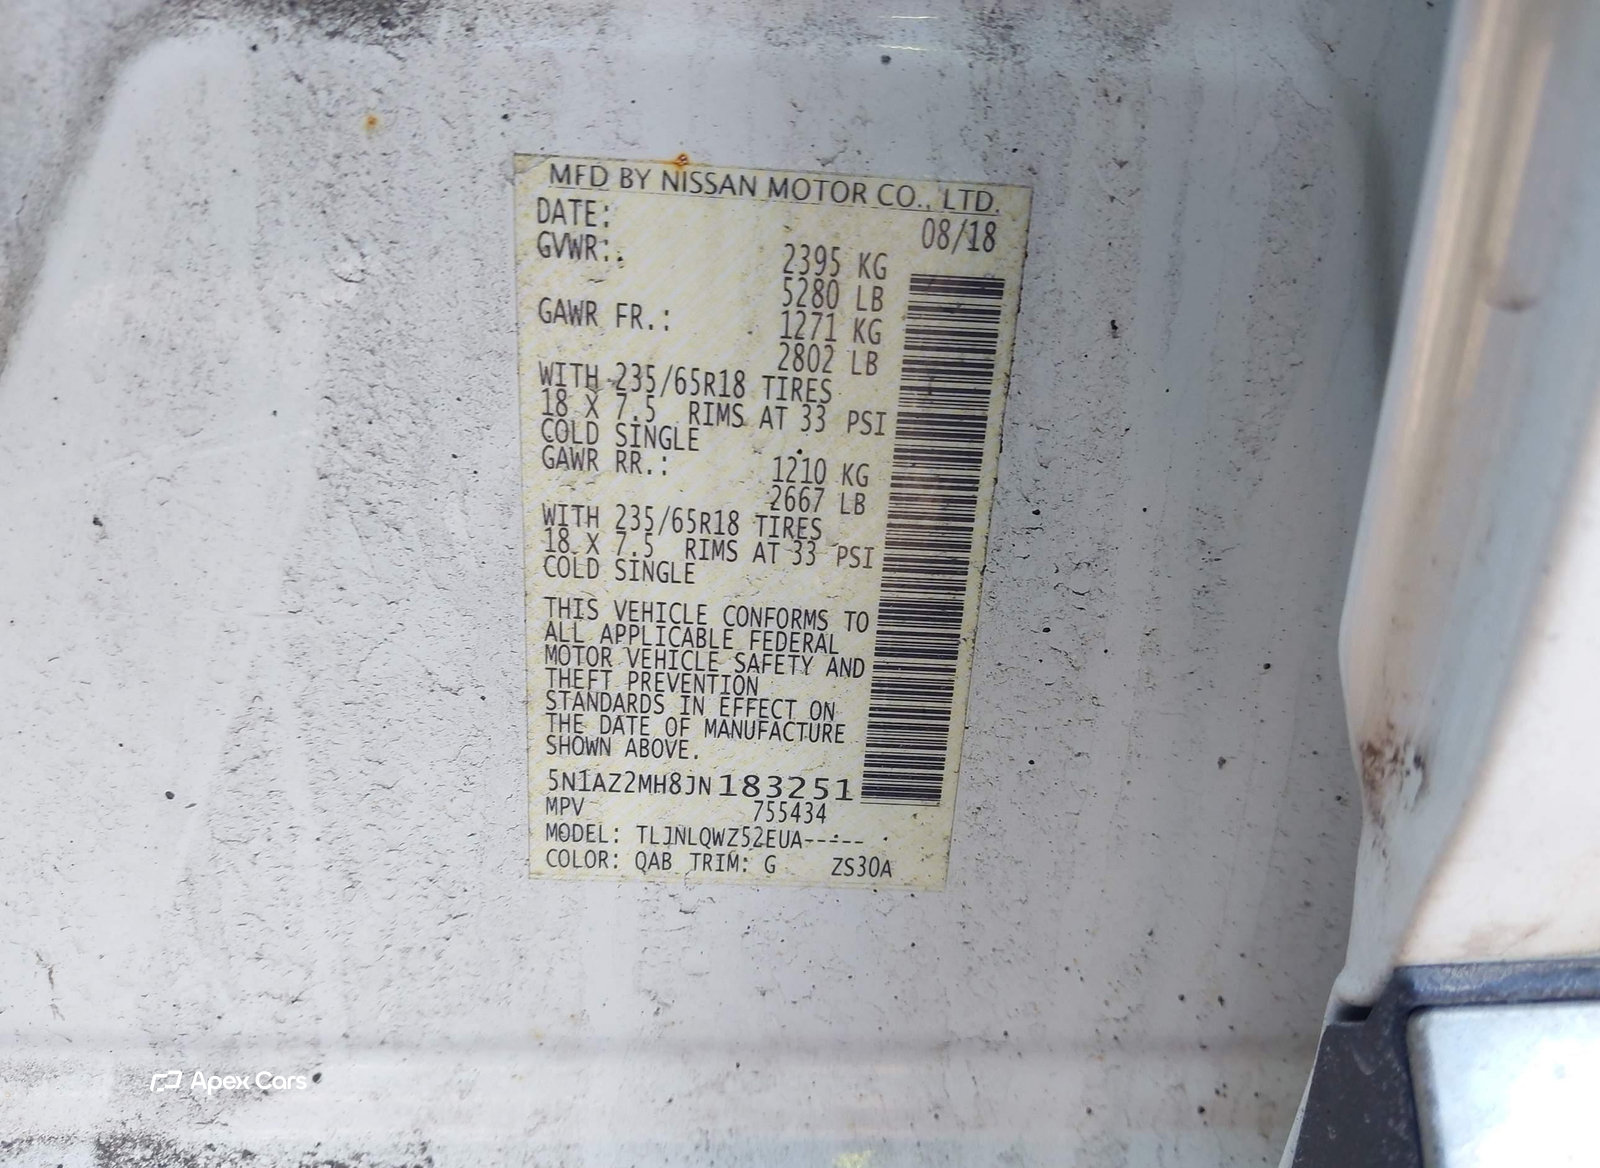 MFD BY NISSAN MOTOR CO., LTD.
DATE: 08/18
GVWR: 2395 KG
5280 LB
GAWR FR.: 1271 KG
2802 LB
WITH 235/65R18 TIRES
18 X 7.5 RIMS AT 33 PSI
COLD SINGLE
GAWR RR.: 1210 KG
2667 LB
WITH 235/65R18 TIRES
18 X 7.5 RIMS AT 33 PSI
COLD SINGLE
THIS VEHICLE CONFORMS TO
ALL APPLICABLE FEDERAL
MOTOR VEHICLE SAFETY AND
THEFT PREVENTION
STANDARDS IN EFFECT ON
THE DATE OF MANUFACTURE
SHOWN ABOVE.
5N1AZ2MH8JN183251
MPV 755434
MODEL: TLJNLQWZ52EUA-----
COLOR: QAB TRIM: G ZS30A
Apex Cars